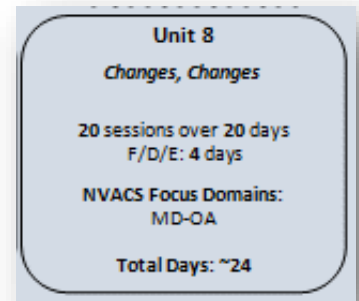 Unit 8
Changes, Changes
20 sessions over 20 days
F/D/E: 4 days
NVACS Focus Domains:
MD-OA
Total Days: ~24